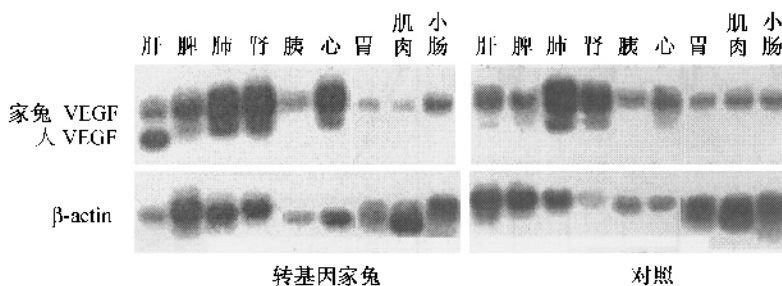 肝 脾 肺 肾 胰 心 胃 肌肉 小肠 肝 脾 肺 肾 胰 心 胃 肌肉 小肠
家兔 VEGF
人 VEGF
β-actin
转基因家兔 对照